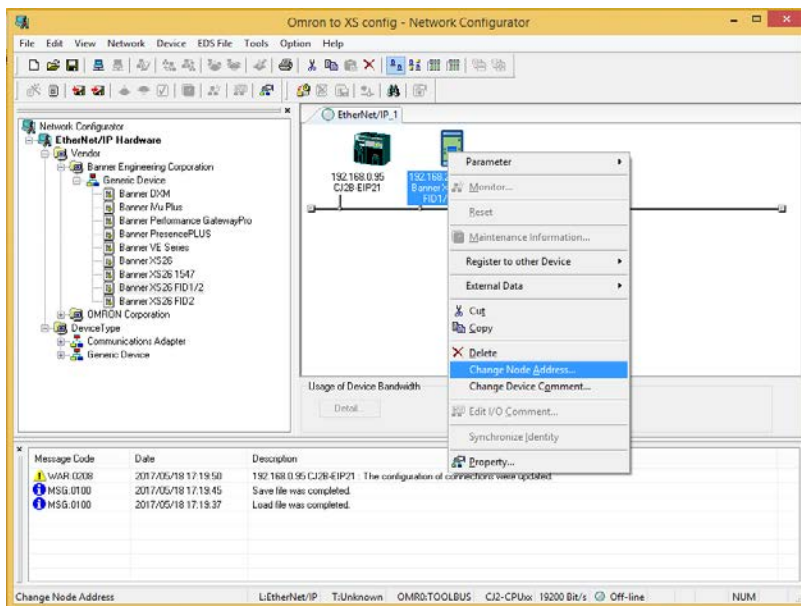 Omron to XS config - Network Configurator
File Edit View Network Device EDS File Tools Option Help
EtherNet/IP_1
Network Configurator
EtherNet/IP Hardware
Vendor
Banner Engineering Corporation
Generic Device
Banner DXM
Banner Mu Plus
Banner Performance GatewayPro
Banner PresencePLUS
Banner VE Series
Banner XS26
Banner XS26 1547
Banner XS26 FID1/2
Banner XS26 FID2
OMRON Corporation
DeviceType
Communications Adapter
Generic Device
192.168.0.95
CJ2B-EIP21
192.168.
Banner
FID1/
Parameter
Monitor...
Reset
Maintenance Information...
Register to other Device
External Data
Cut
Copy
Delete
Change Node Address...
Change Device Comment...
Edit I/O Comment...
Synchronize Identity
Property...
Usage of Device Bandwidth
Detail...
Message Code Date Description
WAR:0208 2017/05/18 17:19:50 192.168.0.95 CJ2B-EIP21 : The configuration of connections were updated.
MSG:0100 2017/05/18 17:19:45 Save file was completed.
MSG:0100 2017/05/18 17:19:37 Load file was completed.
Change Node Address L:EtherNet/IP T:Unknown OMR0:TOOLBUS CJ2-CPUxx 19200 Bit/s Off-line NUM